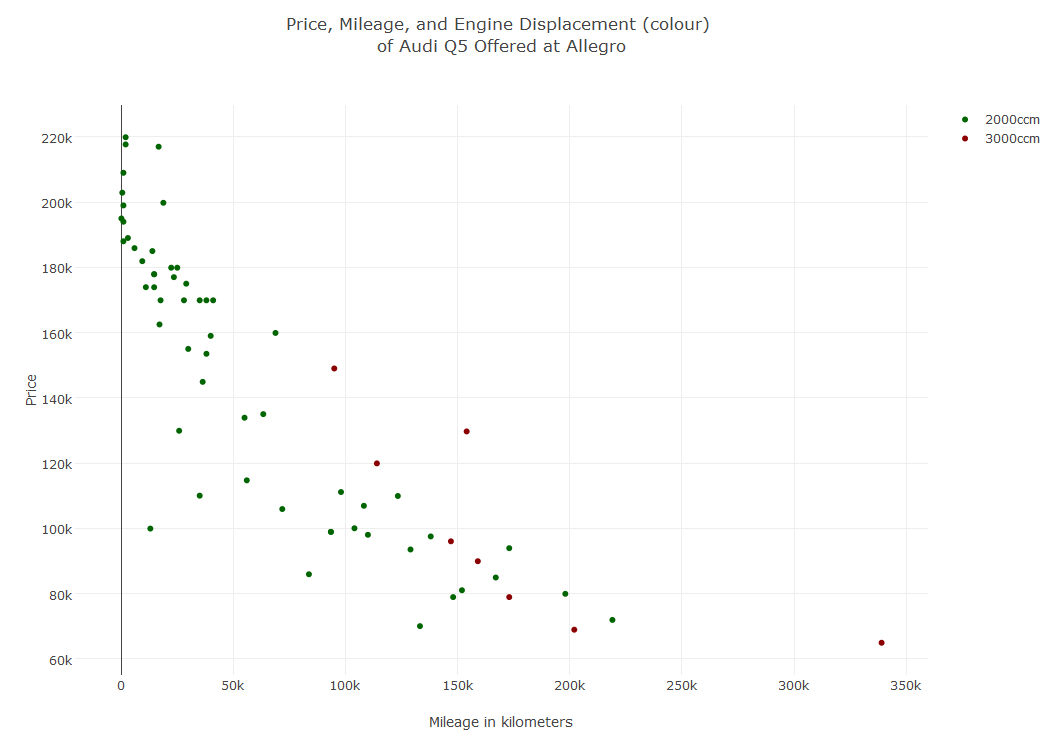 Price, Mileage, and Engine Displacement (colour)
of Audi Q5 Offered at Allegro
2000ccm
3000ccm
220k
200k
180k
160k
140k
120k
100k
80k
60k
Price
0 50k 100k 150k 200k 250k 300k 350k
Mileage in kilometers